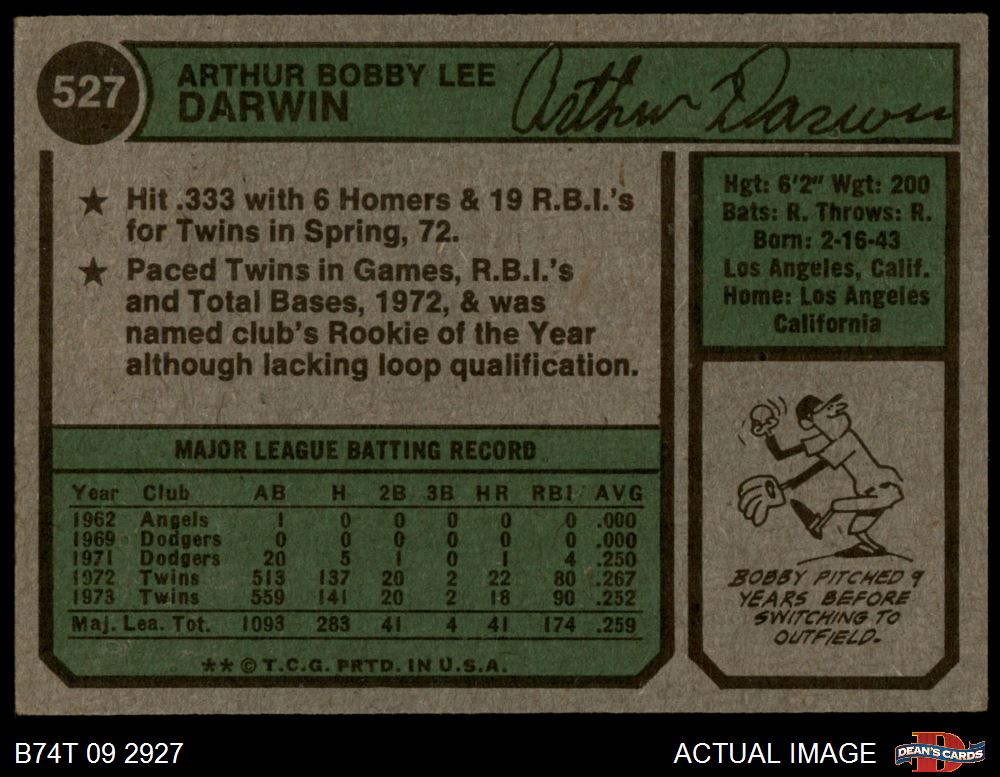 527
ARTHUR BOBBY LEE
DARWIN
Arthur Darwin
★ Hit .333 with 6 Homers & 19 R.B.I.'s
for Twins in Spring, 72.
★ Paced Twins in Games, R.B.I.'s
and Total Bases, 1972, & was
named club's Rookie of the Year
although lacking loop qualification.
Hgt: 6'2" Wgt: 200
Bats: R. Throws: R.
Born: 2-16-43
Los Angeles, Calif.
Home: Los Angeles
California
MAJOR LEAGUE BATTING RECORD
Year Club AB H 2B 3B HR RBI AVG
1962 Angels 1 0 0 0 0 0 .000
1969 Dodgers 0 0 0 0 0 0 .000
1971 Dodgers 20 5 1 0 1 4 .250
1972 Twins 513 137 20 2 22 80 .267
1973 Twins 559 141 20 2 18 90 .252
Maj. Lea. Tot. 1093 283 41 4 41 174 .259
** © T.C.G. PRTD. IN U.S.A.
BOBBY PITCHED 9
YEARS BEFORE
SWITCHING TO
OUTFIELD.
B74T 09 2927
ACTUAL IMAGE
D
DEAN'S CARDS